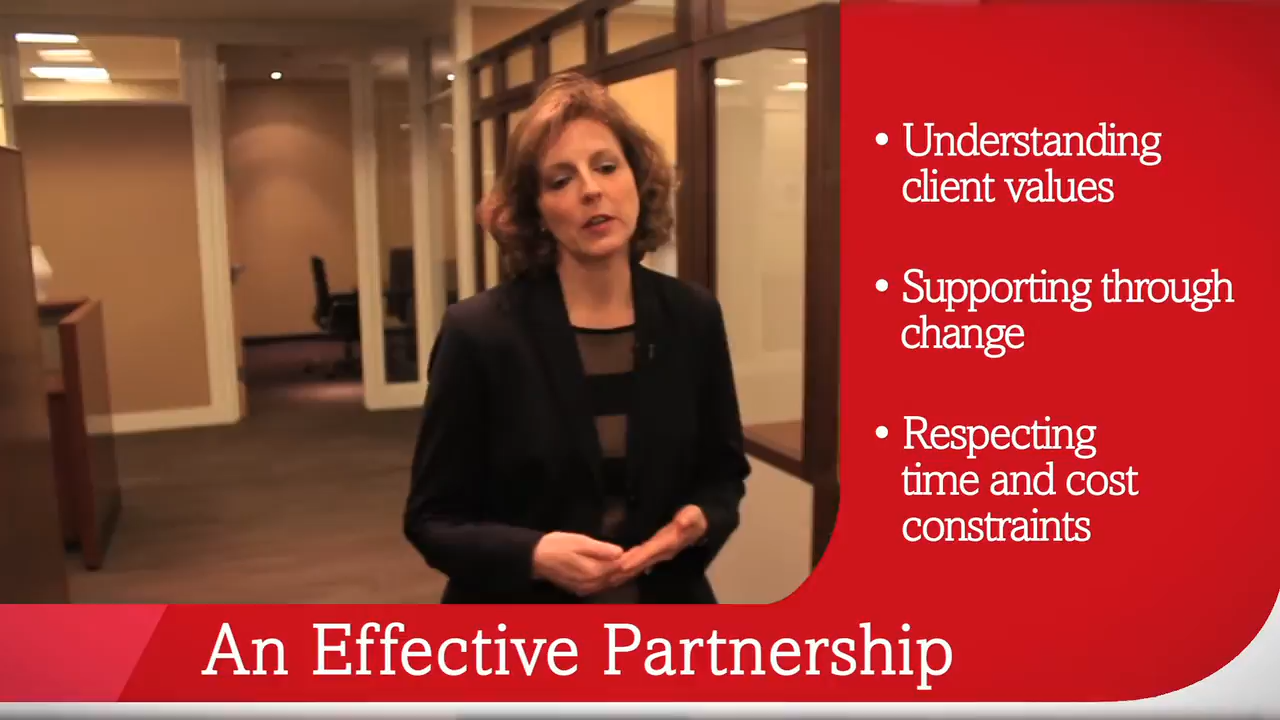 • Understanding
client values
• Supporting through
change
• Respecting
time and cost
constraints
An Effective Partnership